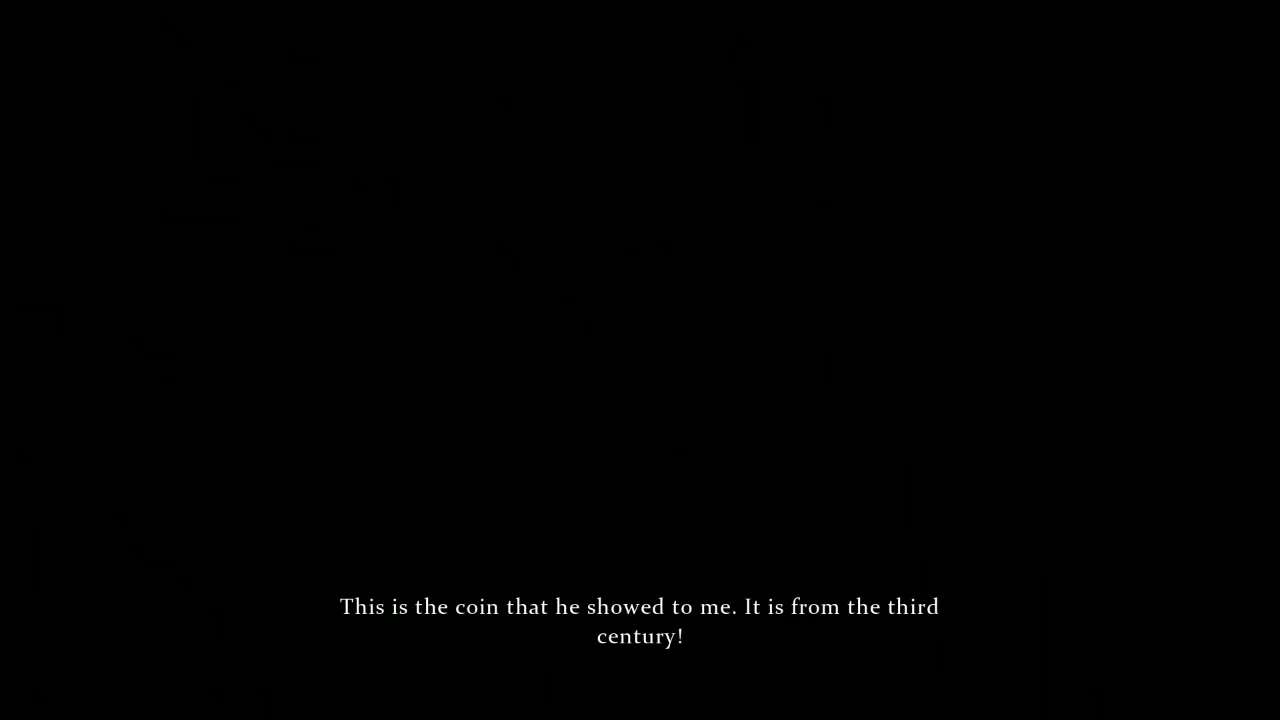 This is the coin that he showed to me. It is from the third
century!